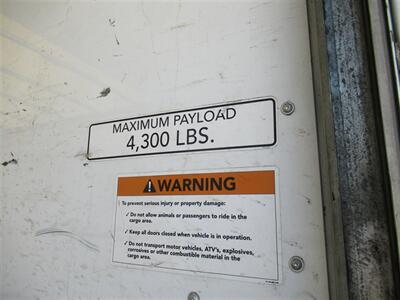 MAXIMUM PAYLOAD
4,300 LBS.
⚠ WARNING
To prevent serious injury or property damage:
✓ Do not allow animals or passengers to ride in the
cargo area.
✓ Keep all doors closed when vehicle is in operation.
✓ Do not transport motor vehicles, ATV's, explosives,
corrosives or other combustible material in the
cargo area.